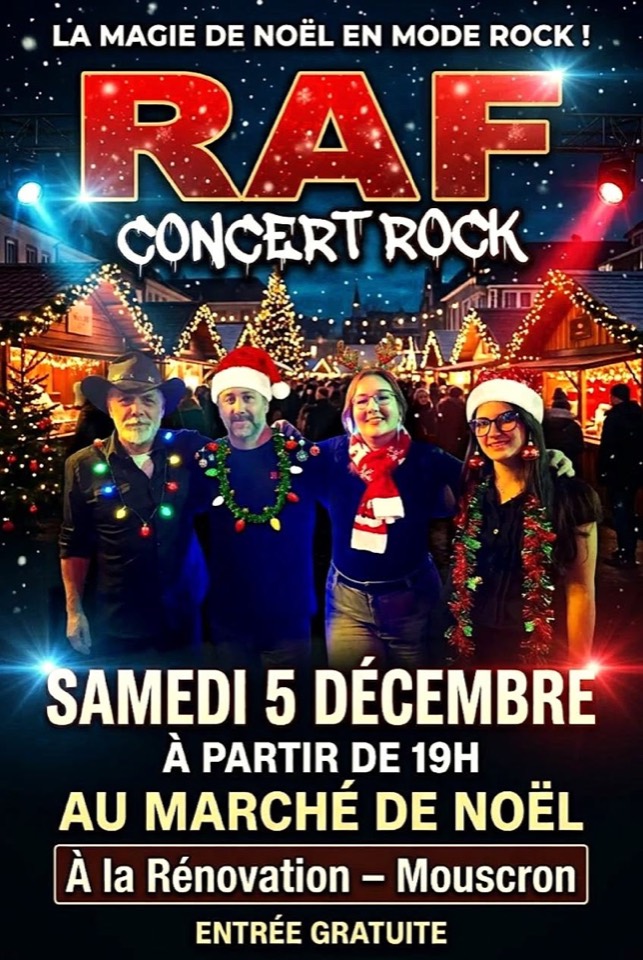 LA MAGIE DE NOËL EN MODE ROCK !
RAF
CONCERT ROCK
SAMEDI 5 DÉCEMBRE
À PARTIR DE 19H
AU MARCHÉ DE NOËL
À la Rénovation – Mouscron
ENTRÉE GRATUITE